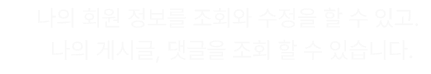 나의 회원 정보를 조회와 수정을 할 수 있고.
나의 게시글, 댓글을 조회 할 수 있습니다.